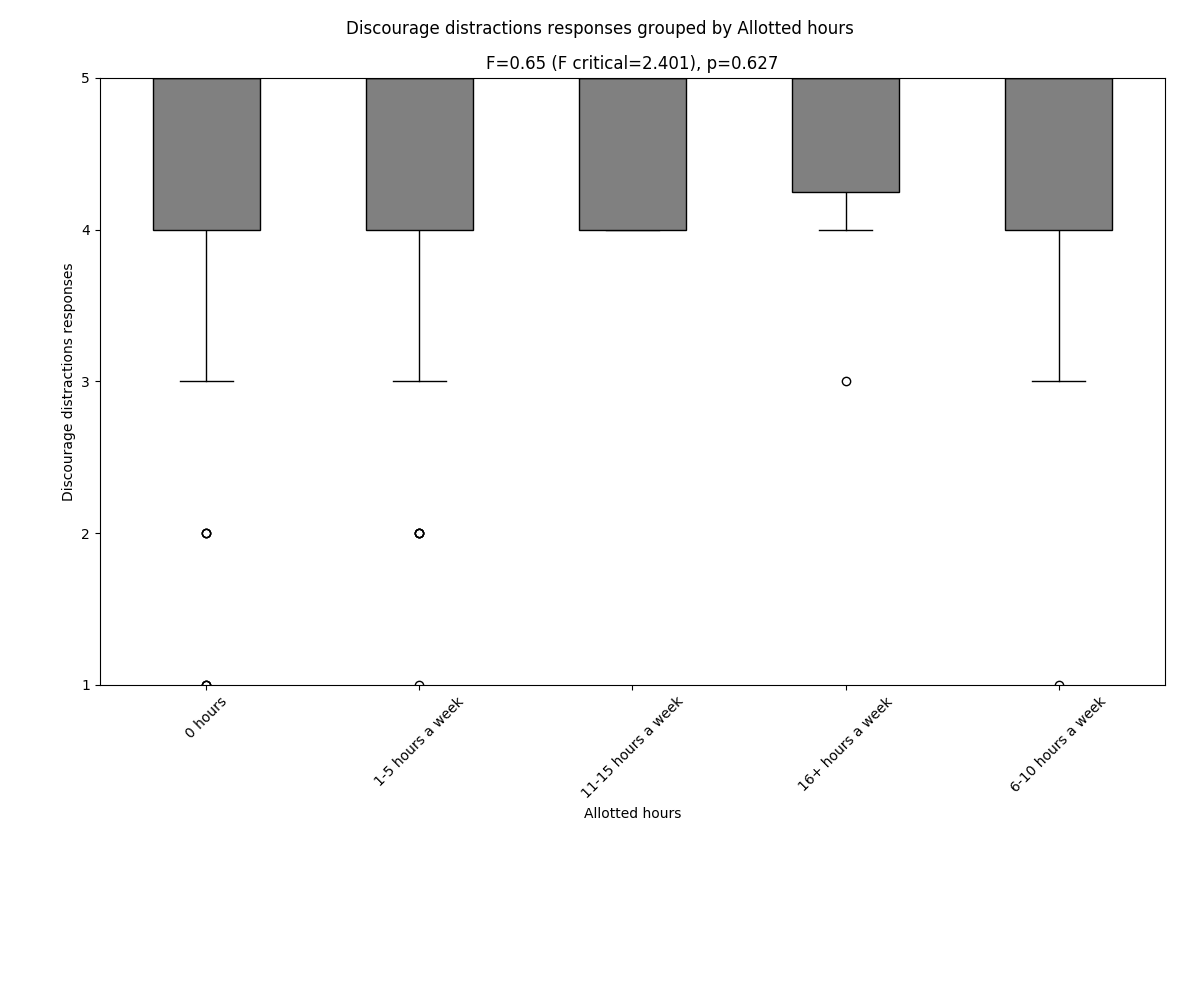 Discourage distractions responses grouped by Allotted hours
F=0.65 (F critical=2.401), p=0.627
5
4
3
2
1
Discourage distractions responses
0 hours
1-5 hours a week
11-15 hours a week
16+ hours a week
6-10 hours a week
Allotted hours